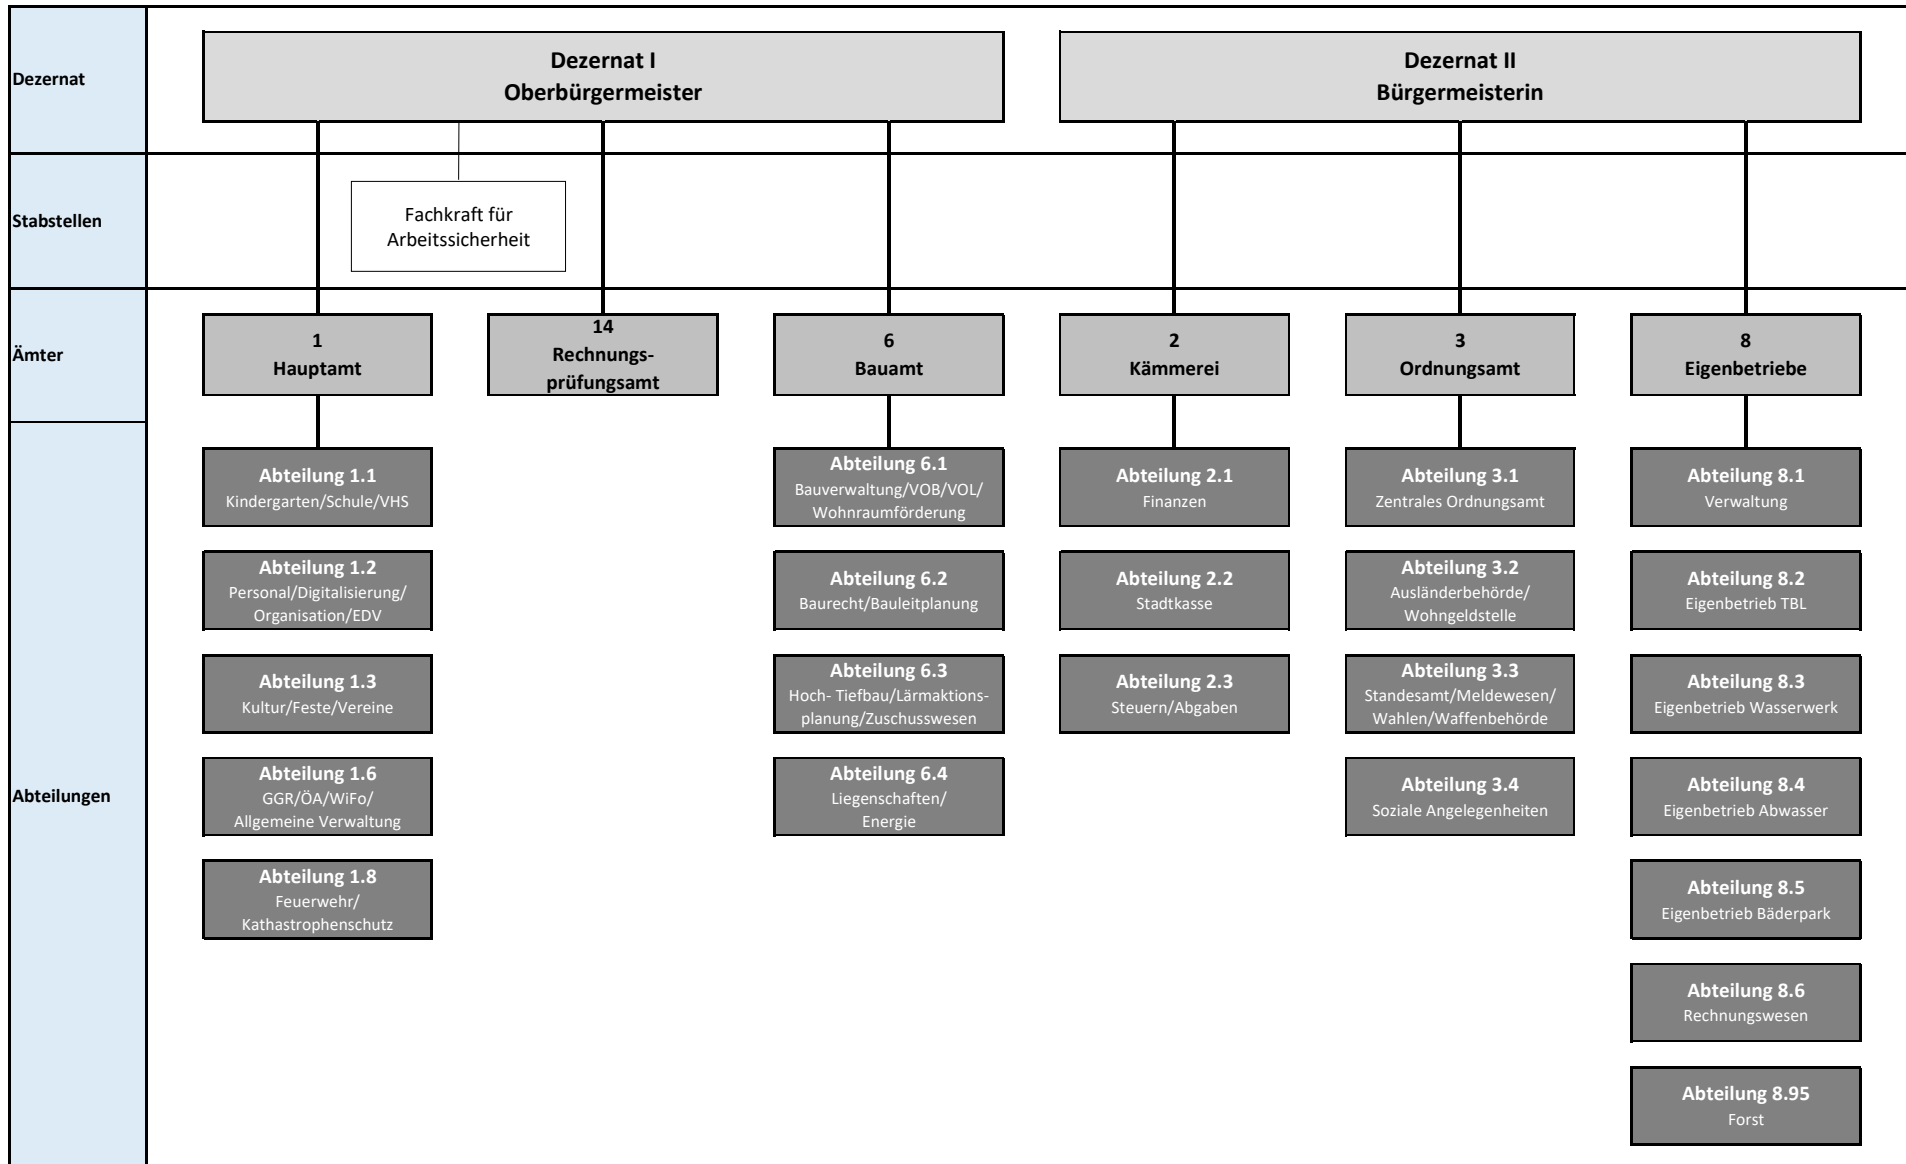 Dezernat
Dezernat I
Oberbürgermeister
Dezernat II
Bürgermeisterin
Stabstellen
Fachkraft für
Arbeitssicherheit
Ämter
1
Hauptamt
14
Rechnungs-
prüfungsamt
6
Bauamt
2
Kämmerei
3
Ordnungsamt
8
Eigenbetriebe
Abteilungen
Abteilung 1.1
Kindergarten/Schule/VHS
Abteilung 1.2
Personal/Digitalisierung/
Organisation/EDV
Abteilung 1.3
Kultur/Feste/Vereine
Abteilung 1.6
GGR/ÖA/WiFo/
Allgemeine Verwaltung
Abteilung 1.8
Feuerwehr/
Kathastrophenschutz
Abteilung 6.1
Bauverwaltung/VOB/VOL/
Wohnraumförderung
Abteilung 6.2
Baurecht/Bauleitplanung
Abteilung 6.3
Hoch- Tiefbau/Lärmaktions-
planung/Zuschusswesen
Abteilung 6.4
Liegenschaften/
Energie
Abteilung 2.1
Finanzen
Abteilung 2.2
Stadtkasse
Abteilung 2.3
Steuern/Abgaben
Abteilung 3.1
Zentrales Ordnungsamt
Abteilung 3.2
Ausländerbehörde/
Wohngeldstelle
Abteilung 3.3
Standesamt/Meldewesen/
Wahlen/Waffenbehörde
Abteilung 3.4
Soziale Angelegenheiten
Abteilung 8.1
Verwaltung
Abteilung 8.2
Eigenbetrieb TBL
Abteilung 8.3
Eigenbetrieb Wasserwerk
Abteilung 8.4
Eigenbetrieb Abwasser
Abteilung 8.5
Eigenbetrieb Bäderpark
Abteilung 8.6
Rechnungswesen
Abteilung 8.95
Forst